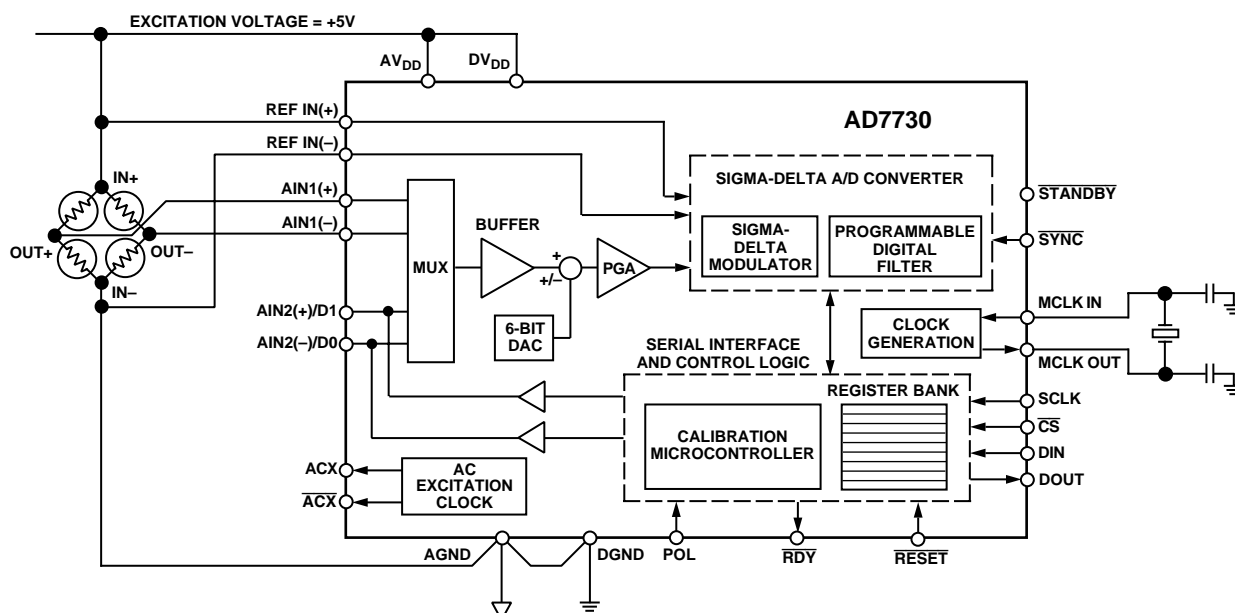 EXCITATION VOLTAGE = +5V
AVDD
DVDD
REF IN(+)
AD7730
REF IN(–)
IN+
SIGMA-DELTA A/D CONVERTER
AIN1(+)
STANDBY
BUFFER
SIGMA-
DELTA
MODULATOR
PROGRAMMABLE
DIGITAL
FILTER
AIN1(–)
SYNC
OUT+
OUT–
MUX
+
+/–
PGA
IN–
MCLK IN
AIN2(+)/D1
6-BIT
DAC
CLOCK
GENERATION
AIN2(–)/D0
SERIAL INTERFACE
AND CONTROL LOGIC
MCLK OUT
REGISTER BANK
SCLK
CS
CALIBRATION
MICROCONTROLLER
DIN
ACX
AC
EXCITATION
CLOCK
DOUT
ACX
AGND
DGND
POL
RDY
RESET